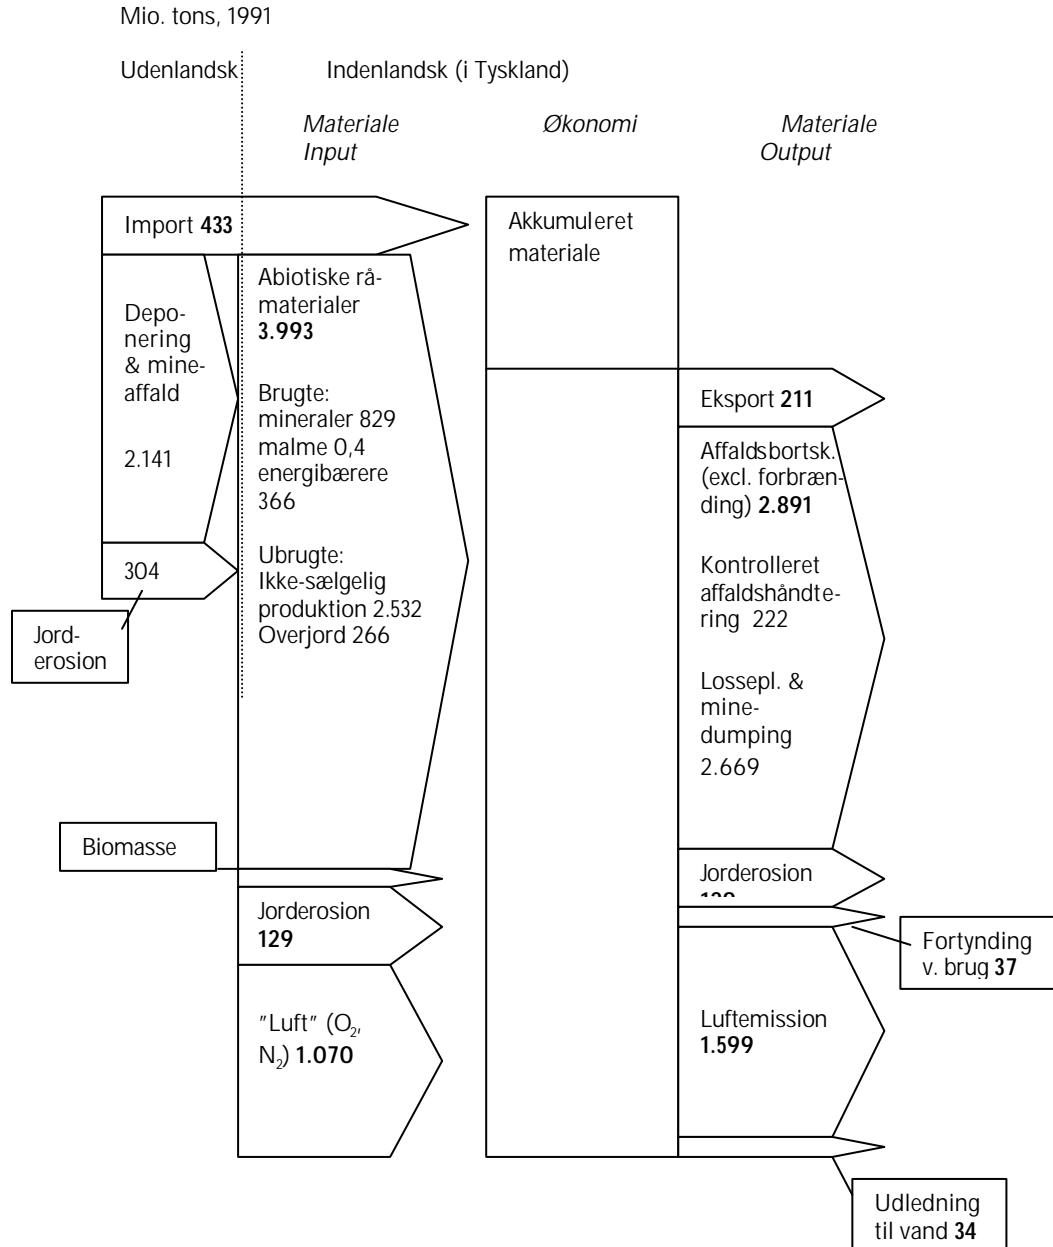 Mio. tons, 1991
Udenlandsk
Indenlandsk (i Tyskland)
Materiale
Input
Økonomi
Materiale
Output
Import 433
Akkumuleret
materiale
Depo-
nering
& mine-
affald
2.141
304
Jord-
erosion
Abiotiske rå-
materialer
3.993
Brugte:
mineraler 829
malme 0,4
energibærere
366
Ubrugte:
Ikke-sælgelig
produktion 2.532
Overjord 266
Biomasse
Jorderosion
129
"Luft" (O2,
N2) 1.070
Eksport 211
Affaldsbortsk.
(excl. forbræn-
ding) 2.891
Kontrolleret
affaldshåndte-
ring 222
Lossepl. &
mine-
dumping
2.669
Jorderosion
Fortynding
v. brug 37
Luftemission
1.599
Udledning
til vand 34